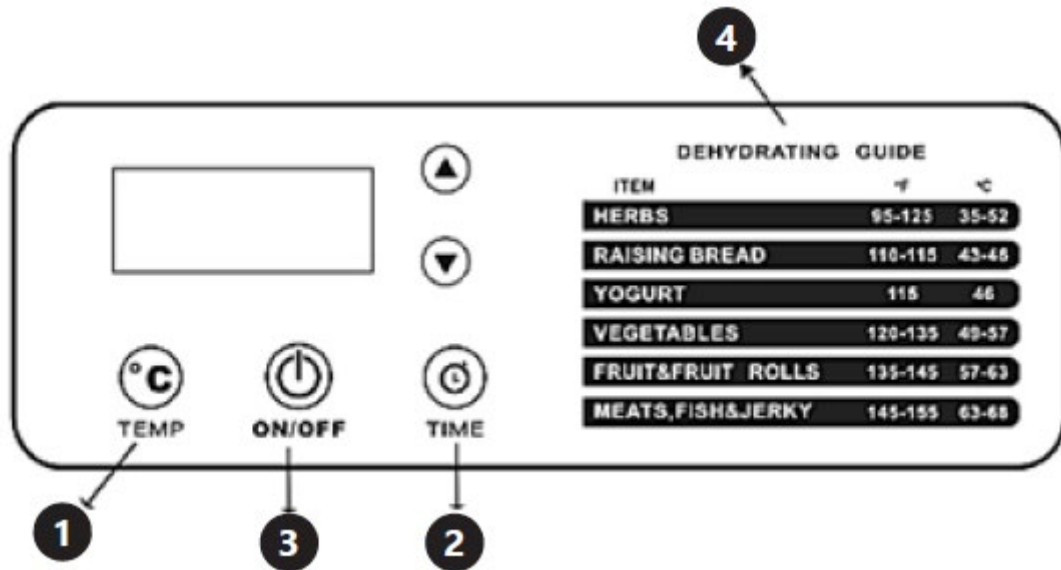 4
DEHYDRATING GUIDE
ITEM °F °C
HERBS 95-125 35-52
RAISING BREAD 110-115 43-46
YOGURT 115 46
VEGETABLES 120-135 49-57
FRUIT&FRUIT ROLLS 135-145 57-63
MEATS,FISH&JERKY 145-155 63-68
°C
TEMP ON/OFF TIME
1 3 2